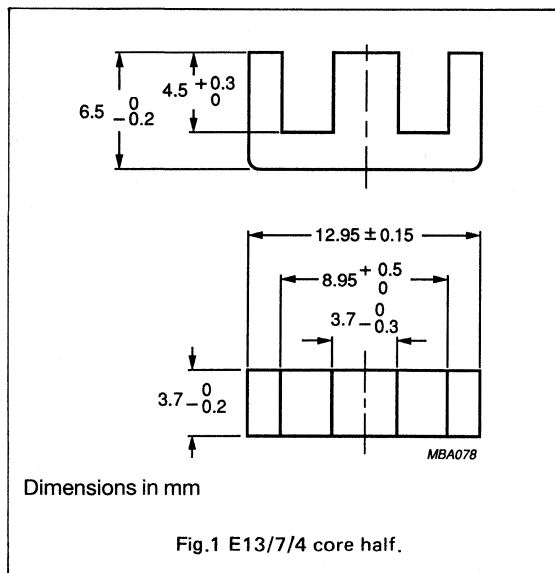 6.5 0 -0.2
4.5 +0.3 0
12.95 ± 0.15
8.95 + 0.5 0
3.7 0 -0.3
3.7 0 -0.2
MBA078
Dimensions in mm
Fig.1 E13/7/4 core half.